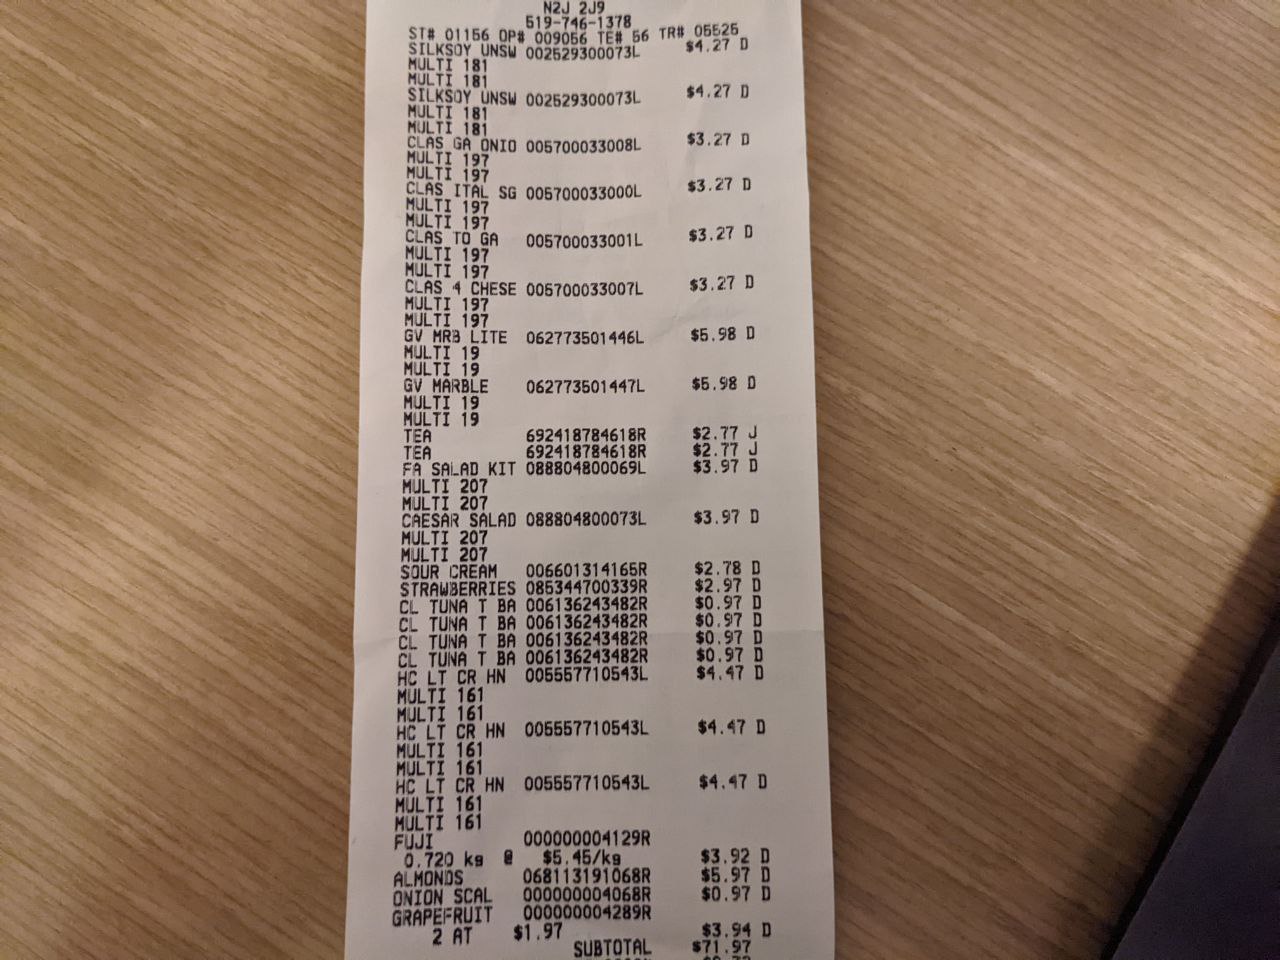 N2J 2J9
519-746-1378
ST# 01156 OP# 009056 TE# 56 TR# 05525
SILKSOY UNSW 002529300073L $4.27 D
MULTI 181
MULTI 181
SILKSOY UNSW 002529300073L $4.27 D
MULTI 181
MULTI 181
CLAS GA ONIO 005700033008L $3.27 D
MULTI 197
MULTI 197
CLAS ITAL SG 005700033000L $3.27 D
MULTI 197
MULTI 197
CLAS TO GA 005700033001L $3.27 D
MULTI 197
MULTI 197
CLAS 4 CHESE 005700033007L $3.27 D
MULTI 197
MULTI 197
GV MRB LITE 062773501446L $5.98 D
MULTI 19
MULTI 19
GV MARBLE 062773501447L $5.98 D
MULTI 19
MULTI 19
TEA 692418784618R $2.77 J
TEA 692418784618R $2.77 J
FA SALAD KIT 088804800069L $3.97 D
MULTI 207
MULTI 207
CAESAR SALAD 088804800073L $3.97 D
MULTI 207
MULTI 207
SOUR CREAM 006601314165R $2.78 D
STRAWBERRIES 085344700339R $2.97 D
CL TUNA T BA 006136243482R $0.97 D
CL TUNA T BA 006136243482R $0.97 D
CL TUNA T BA 006136243482R $0.97 D
CL TUNA T BA 006136243482R $0.97 D
HC LT CR HN 005557710543L $4.47 D
MULTI 161
MULTI 161
HC LT CR HN 005557710543L $4.47 D
MULTI 161
MULTI 161
HC LT CR HN 005557710543L $4.47 D
MULTI 161
MULTI 161
FUJI 000000004129R
0.720 kg @ $5.45/kg $3.92 D
ALMONDS 068113191068R $5.97 D
ONION SCAL 000000004068R $0.97 D
GRAPEFRUIT 000000004289R
2 AT $1.97 $3.94 D
SUBTOTAL $71.97